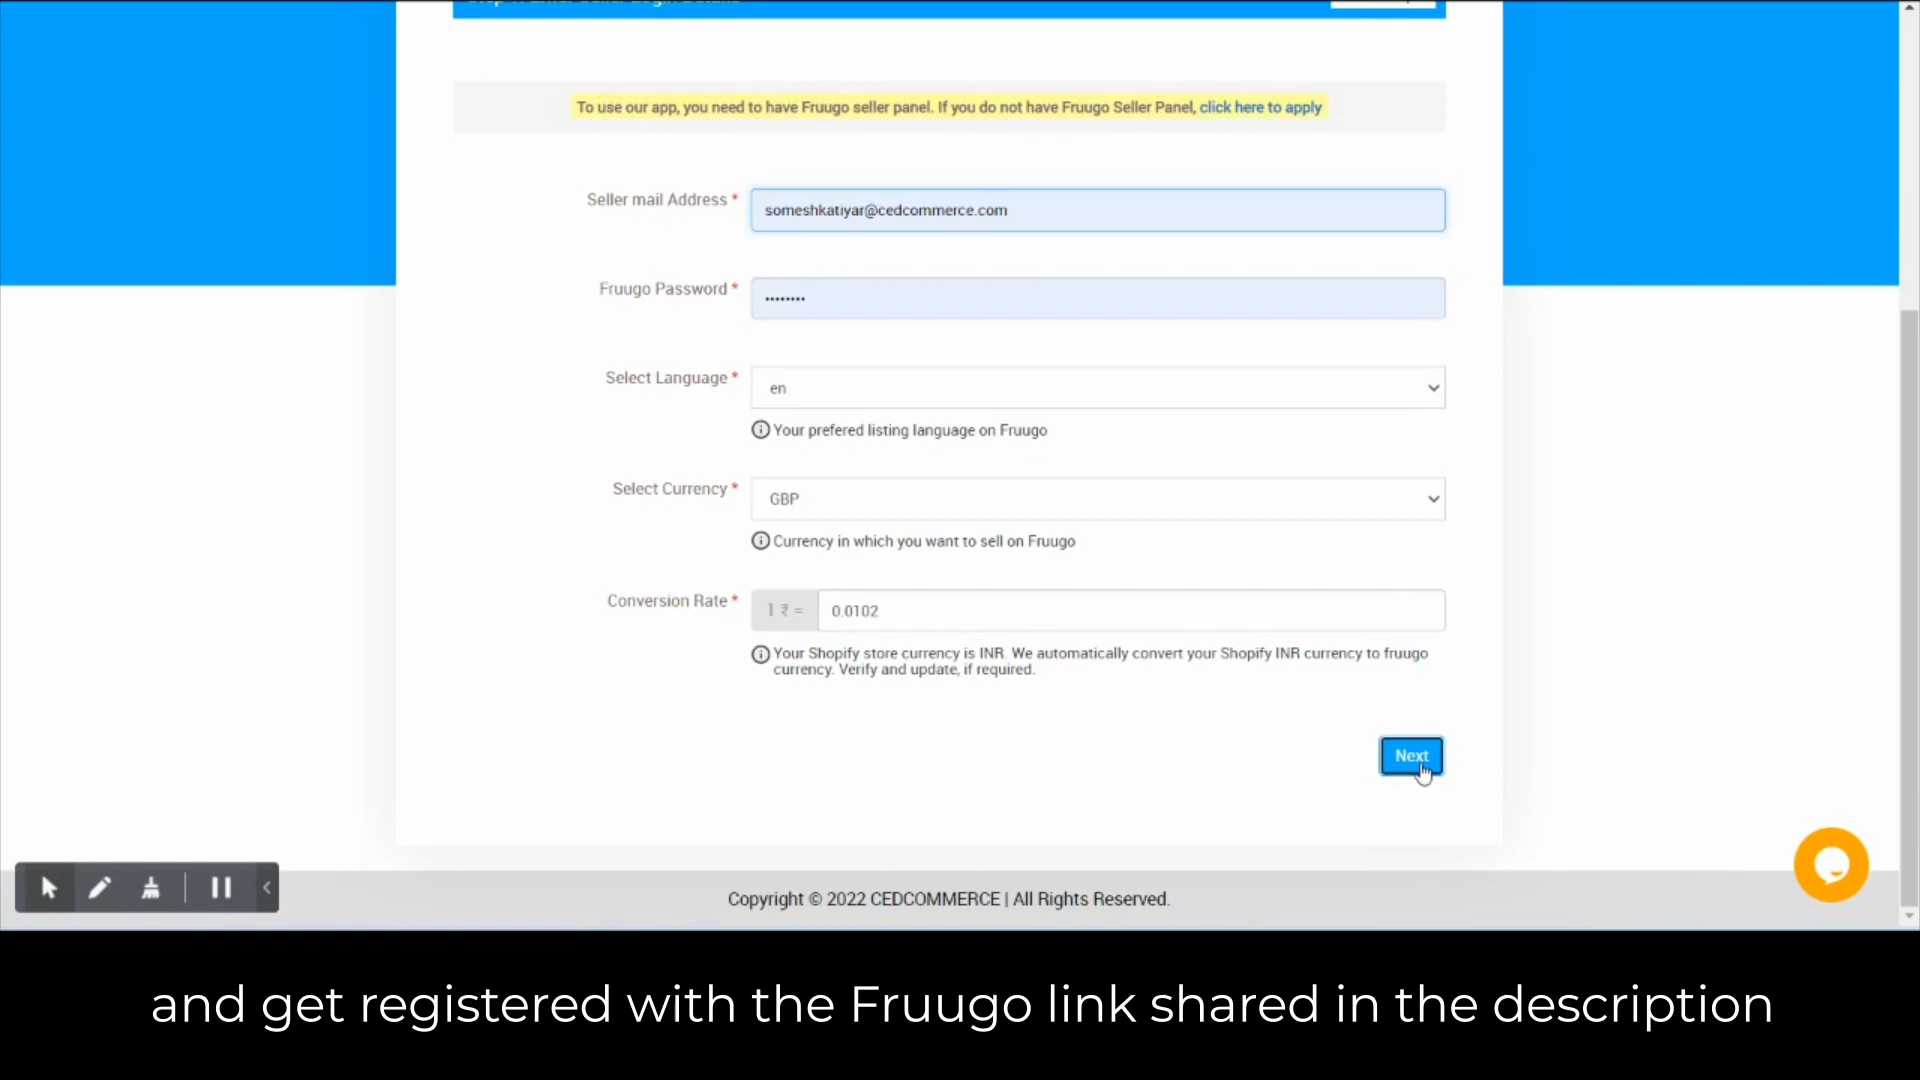 To use our app, you need to have Fruugo seller panel. If you do not have Fruugo Seller Panel, click here to apply
Seller mail Address *
someshkatiyar@cedcommerce.com
Fruugo Password *
••••••••
Select Language *
en
Your prefered listing language on Fruugo
Select Currency *
GBP
Currency in which you want to sell on Fruugo
Conversion Rate *
1 ₹ =
0.0102
Your Shopify store currency is INR. We automatically convert your Shopify INR currency to fruugo
currency. Verify and update, if required.
Next
Copyright © 2022 CEDCOMMERCE | All Rights Reserved.
and get registered with the Fruugo link shared in the description